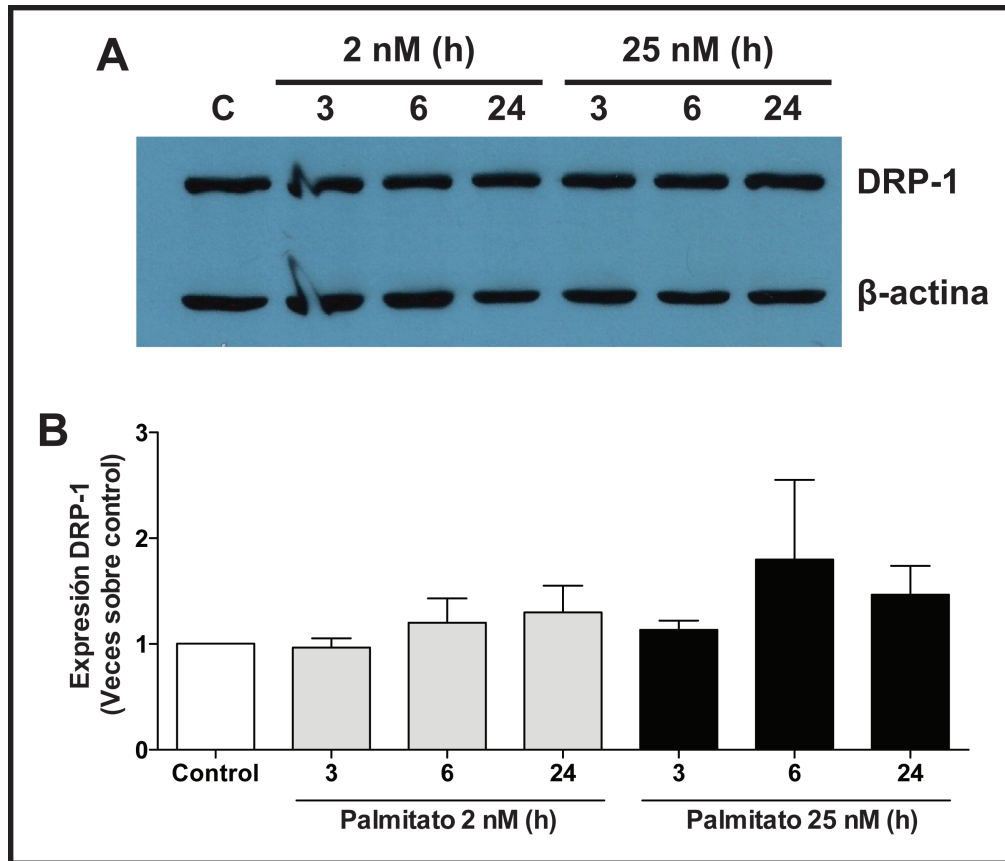 A
2 nM (h) 25 nM (h)
C 3 6 24 3 6 24
DRP-1
β-actina
B
Expresión DRP-1
(Veces sobre control)
3
2
1
0
Control 3 6 24 3 6 24
Palmitato 2 nM (h) Palmitato 25 nM (h)